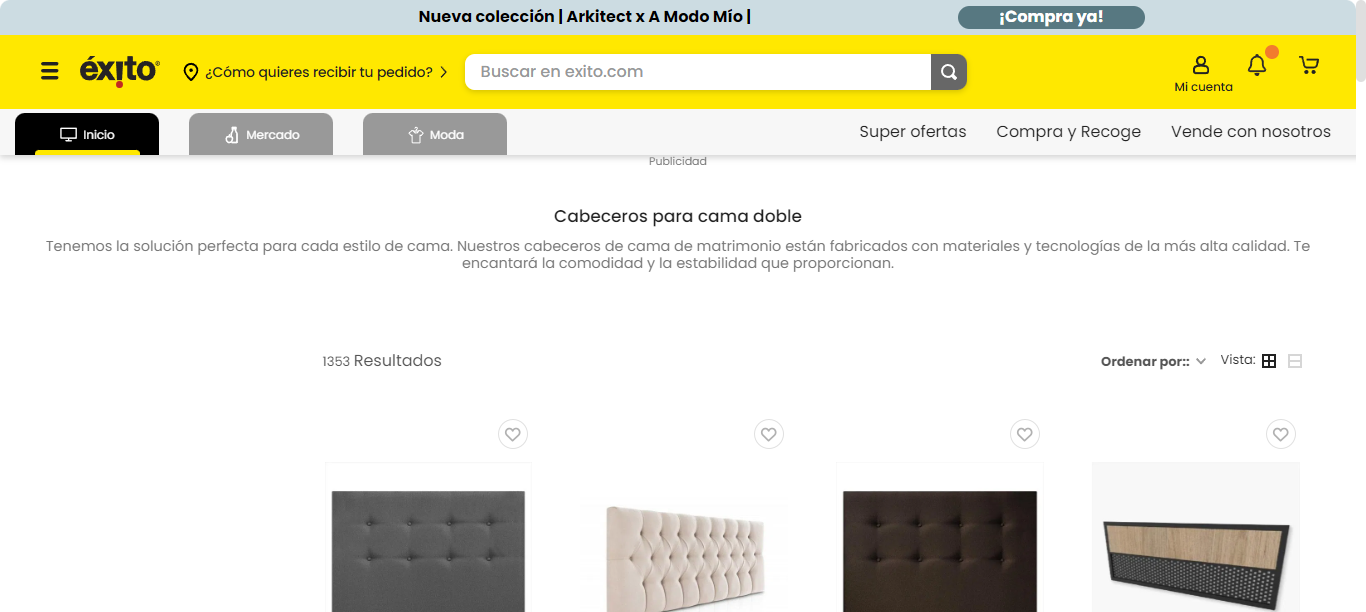 Nueva colección | Arkitect x A Modo Mío |
¡Compra ya!
éxito
¿Cómo quieres recibir tu pedido?
Buscar en exito.com
Mi cuenta
Inicio
Mercado
Moda
Super ofertas
Compra y Recoge
Vende con nosotros
Publicidad
Cabeceros para cama doble
Tenemos la solución perfecta para cada estilo de cama. Nuestros cabeceros de cama de matrimonio están fabricados con materiales y tecnologías de la más alta calidad. Te
encantará la comodidad y la estabilidad que proporcionan.
1353 Resultados
Ordenar por::
Vista: